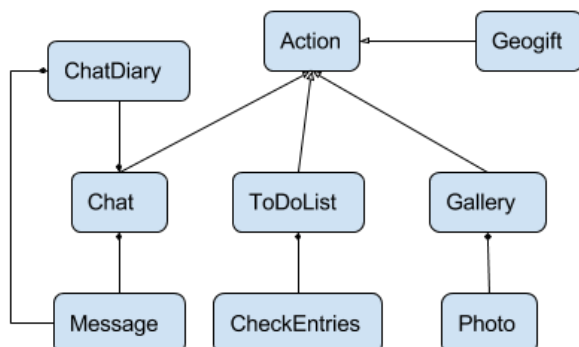 Action
Geogift
ChatDiary
Chat
ToDoList
Gallery
Message
CheckEntries
Photo